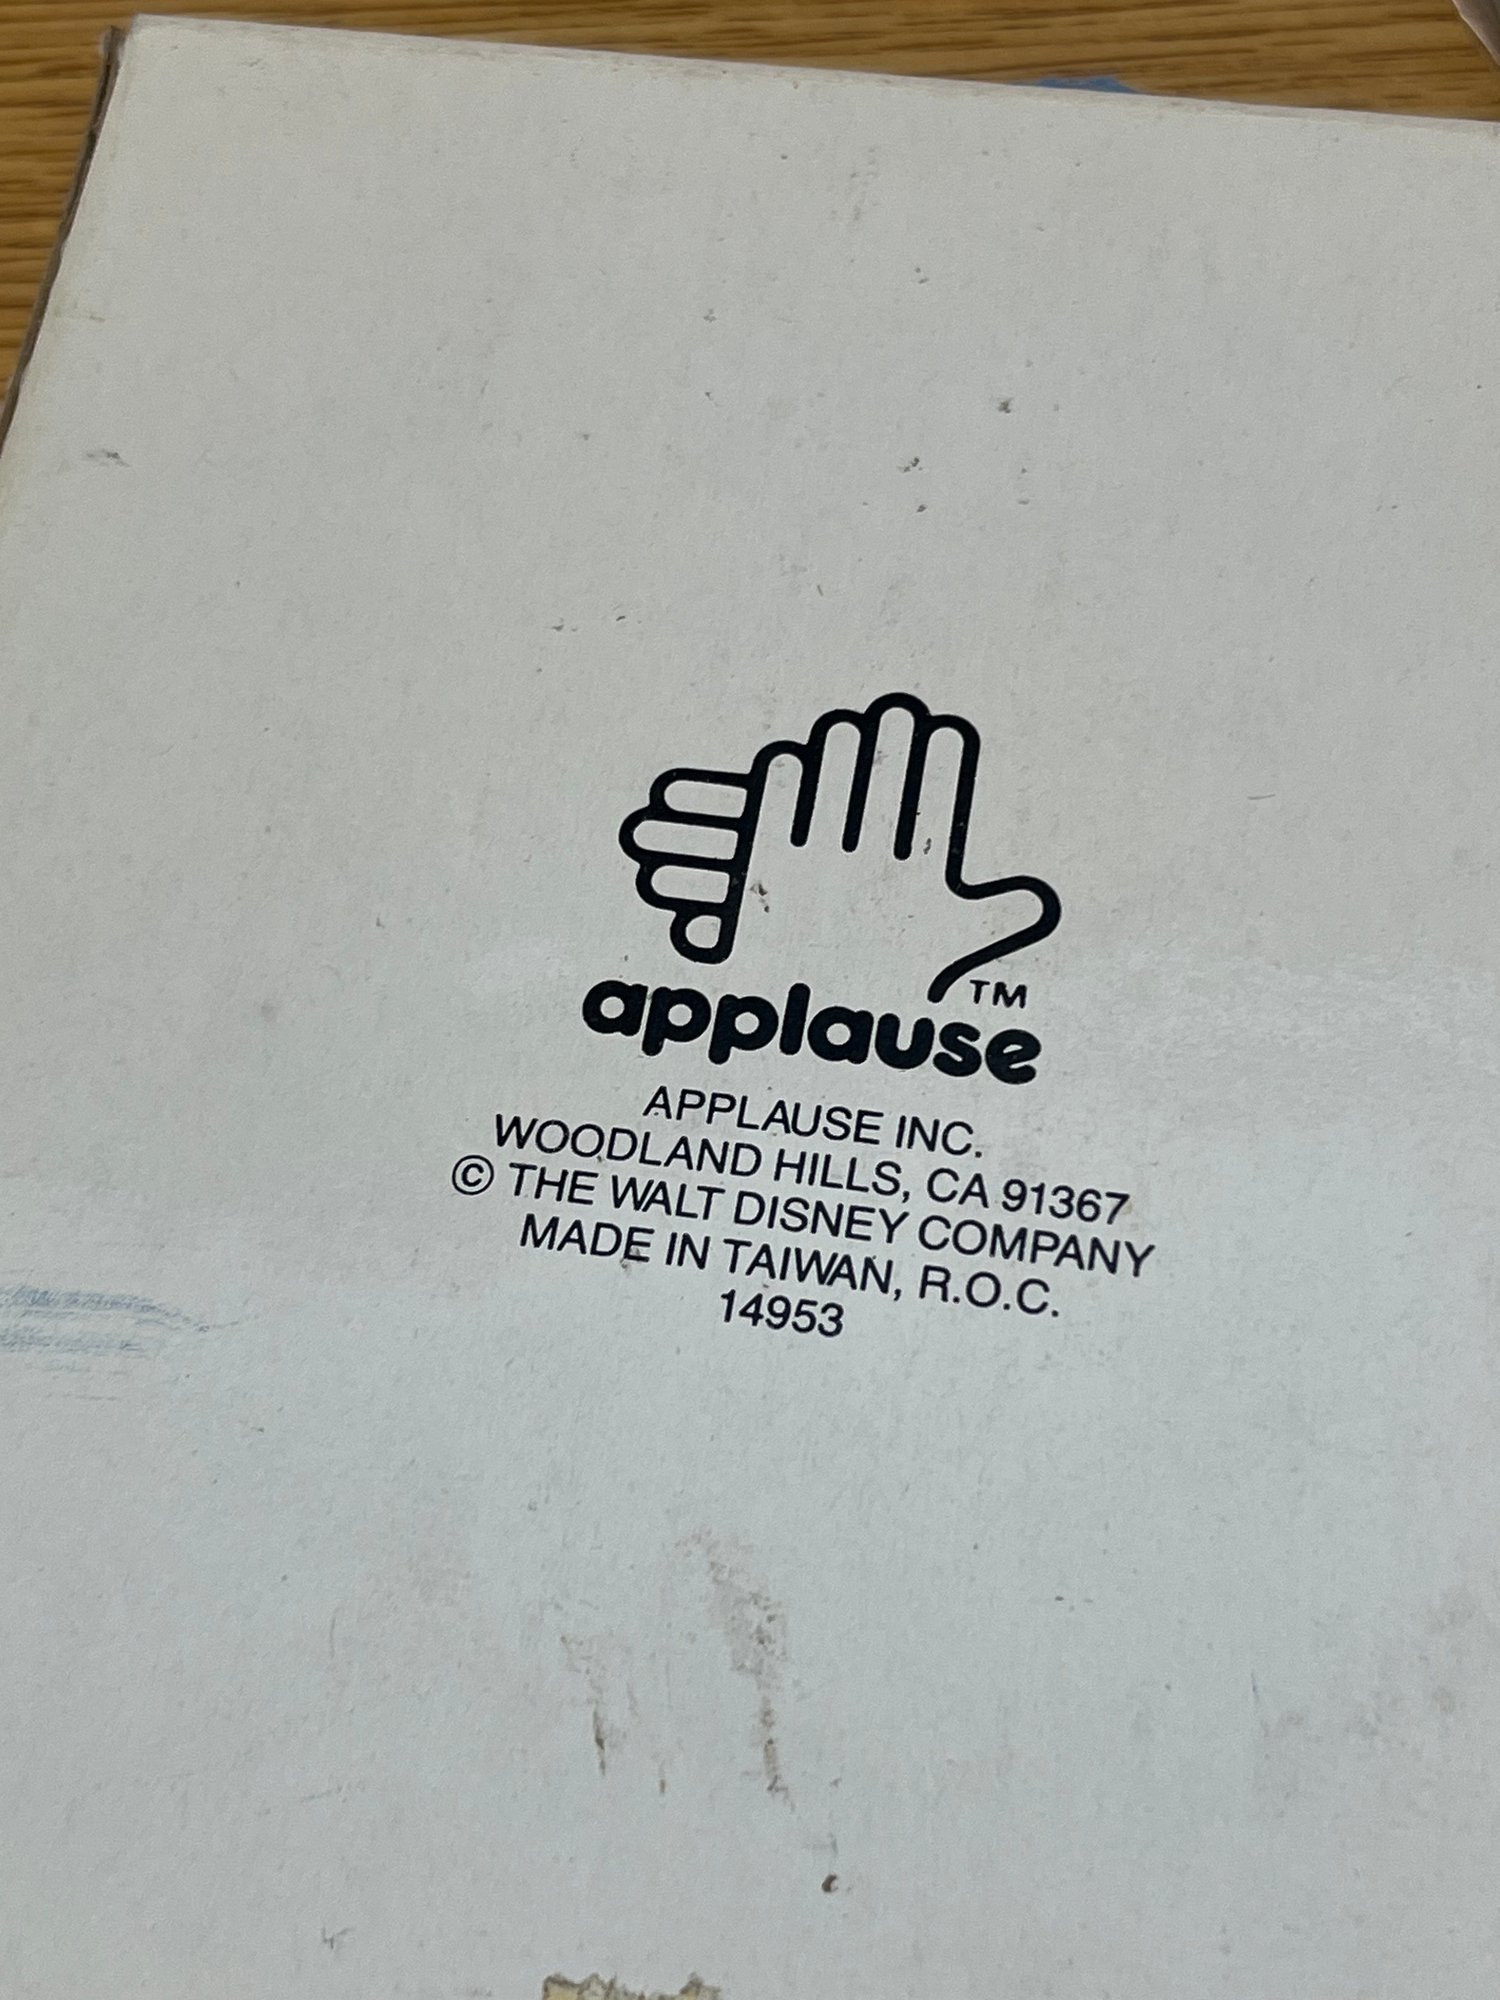 TM
applause
APPLAUSE INC.
WOODLAND HILLS, CA 91367
© THE WALT DISNEY COMPANY
MADE IN TAIWAN, R.O.C.
14953